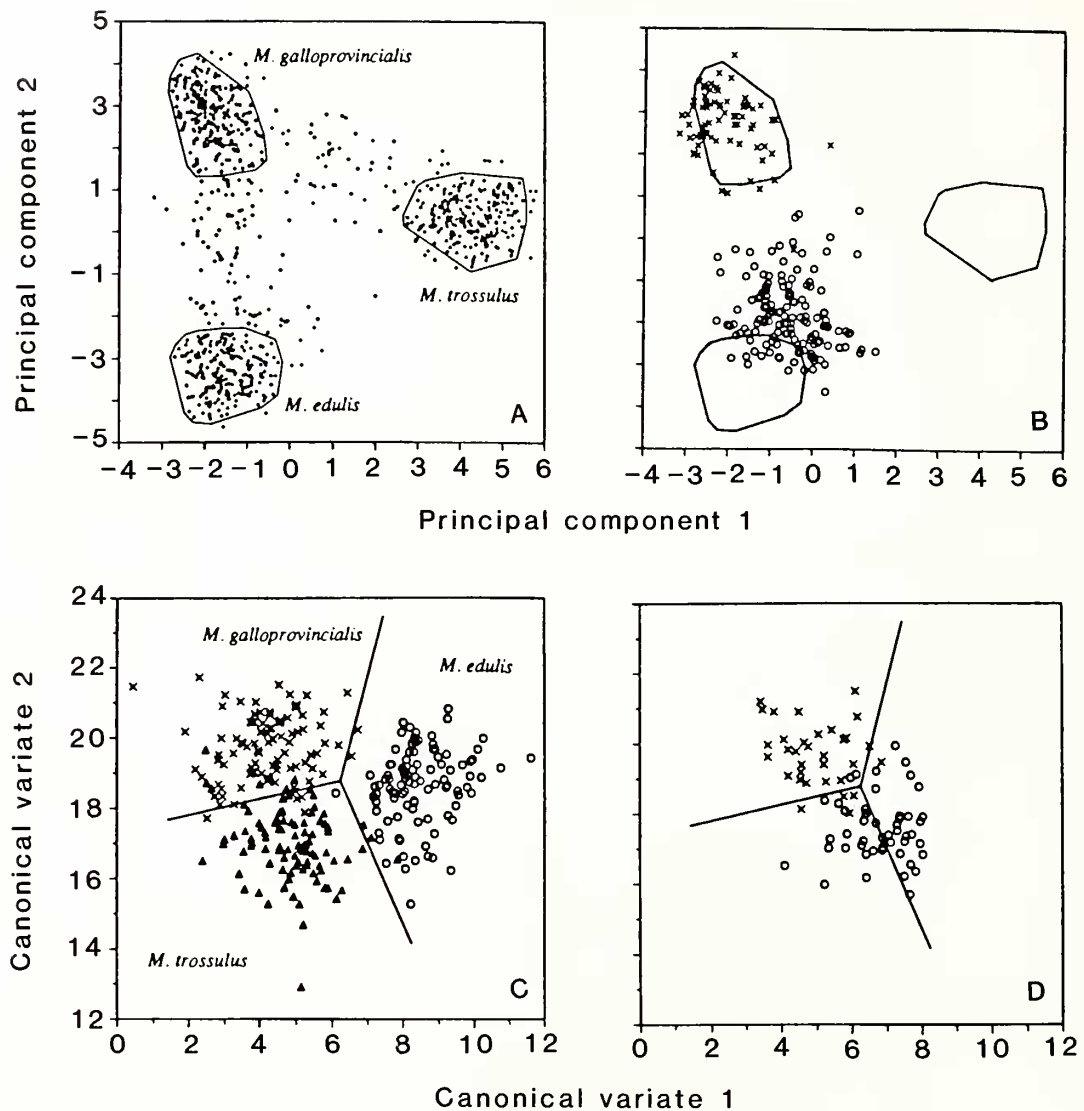 Principal component 2
5
3
1
−1
−3
−5
M. galloprovincialis
M. trossulus
M. edulis
A
−4 −3 −2 −1 0 1 2 3 4 5 6
B
−4 −3 −2 −1 0 1 2 3 4 5 6
Principal component 1
Canonical variate 2
24
22
20
18
16
14
12
M. galloprovincialis
M. edulis
M. trossulus
C
0 2 4 6 8 10 12
D
0 2 4 6 8 10 12
Canonical variate 1